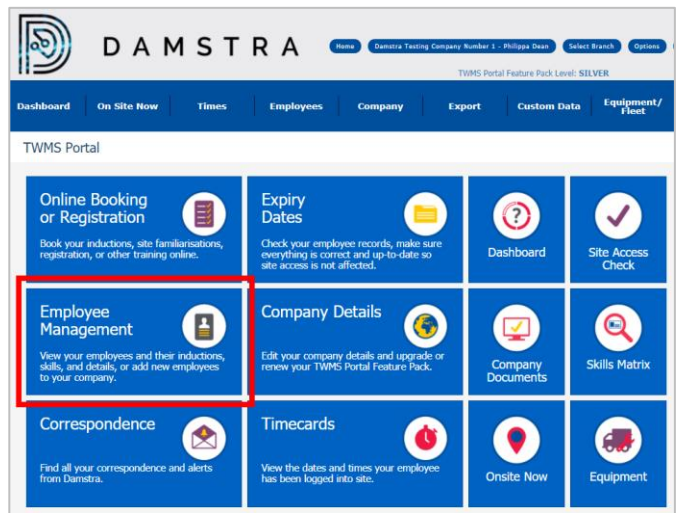 DAMSTRA
Home
Damstra Testing Company Number 1 - Philippa Dean
Select Branch
Options
TWMS Portal Feature Pack Level: SILVER
Dashboard
On Site Now
Times
Employees
Company
Export
Custom Data
Equipment/
Fleet
TWMS Portal
Online Booking
or Registration
Book your inductions, site familiarisations,
registration, or other training online.
Expiry
Dates
Check your employee records, make sure
everything is correct and up-to-date so
site access is not affected.
Dashboard
Site Access
Check
Employee
Management
View your employees and their inductions,
skills, and details, or add new employees
to your company.
Company Details
Edit your company details and upgrade or
renew your TWMS Portal Feature Pack.
Company
Documents
Skills Matrix
Correspondence
Find all your correspondence and alerts
from Damstra.
Timecards
View the dates and times your employee
has been logged into site.
Onsite Now
Equipment